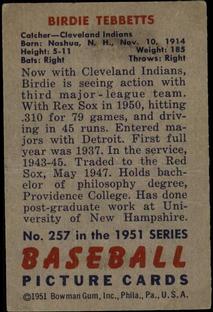 BIRDIE TEBBETTS
Catcher—Cleveland Indians
Born: Nashua, N. H., Nov. 10, 1914
Height: 5-11 Weight: 185
Bats: Right Throws: Right
Now with Cleveland Indians,
Birdie is seeing action with
third major-league team.
With Rex Sox in 1950, hitting
.310 for 79 games, and driv-
ing in 45 runs. Entered majors
with Detroit. First full
year was 1937. In the service,
1943-45. Traded to the Red
Sox, May 1947. Holds bach-
elor of philosophy degree,
Providence College. Has done
post-graduate work at Uni-
versity of New Hampshire.
No. 257 in the 1951 SERIES
BASEBALL
PICTURE CARDS
©1951 Bowman Gum, Inc., Phila., Pa., U. S. A.